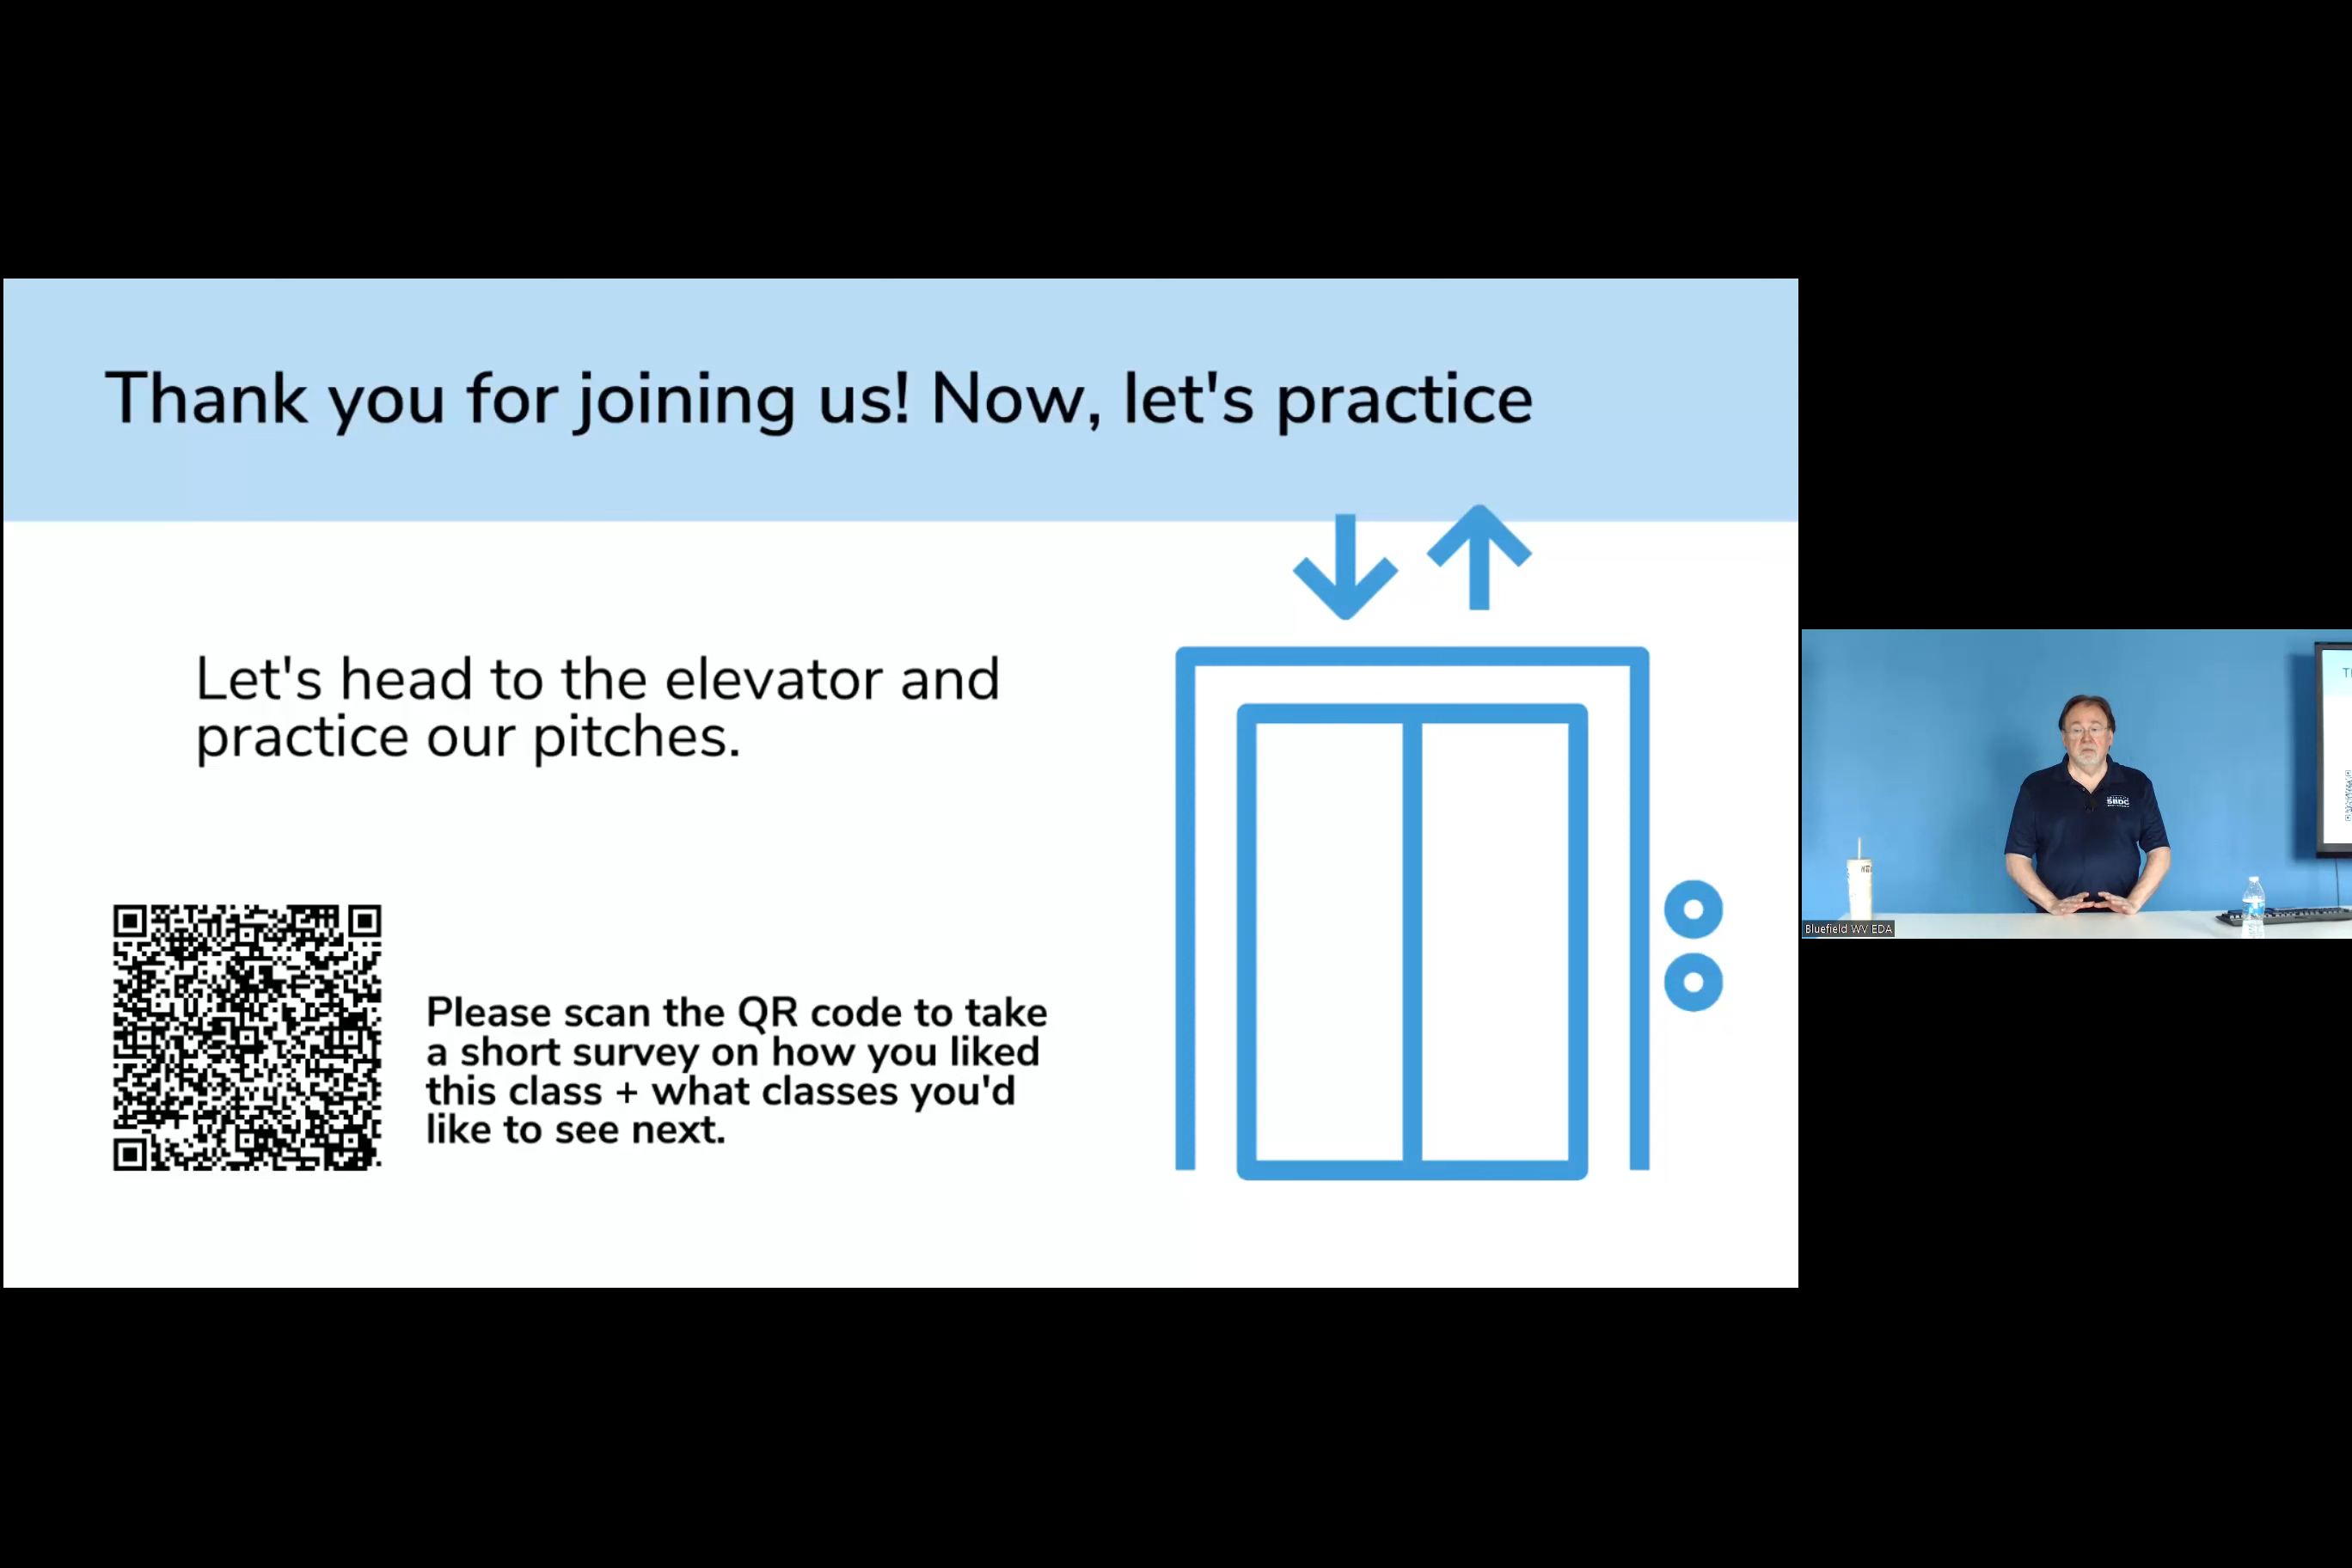 Thank you for joining us! Now, let's practice
Let's head to the elevator and
practice our pitches.
Please scan the QR code to take
a short survey on how you liked
this class + what classes you'd
like to see next.
SBDC
Bluefield WV EDA